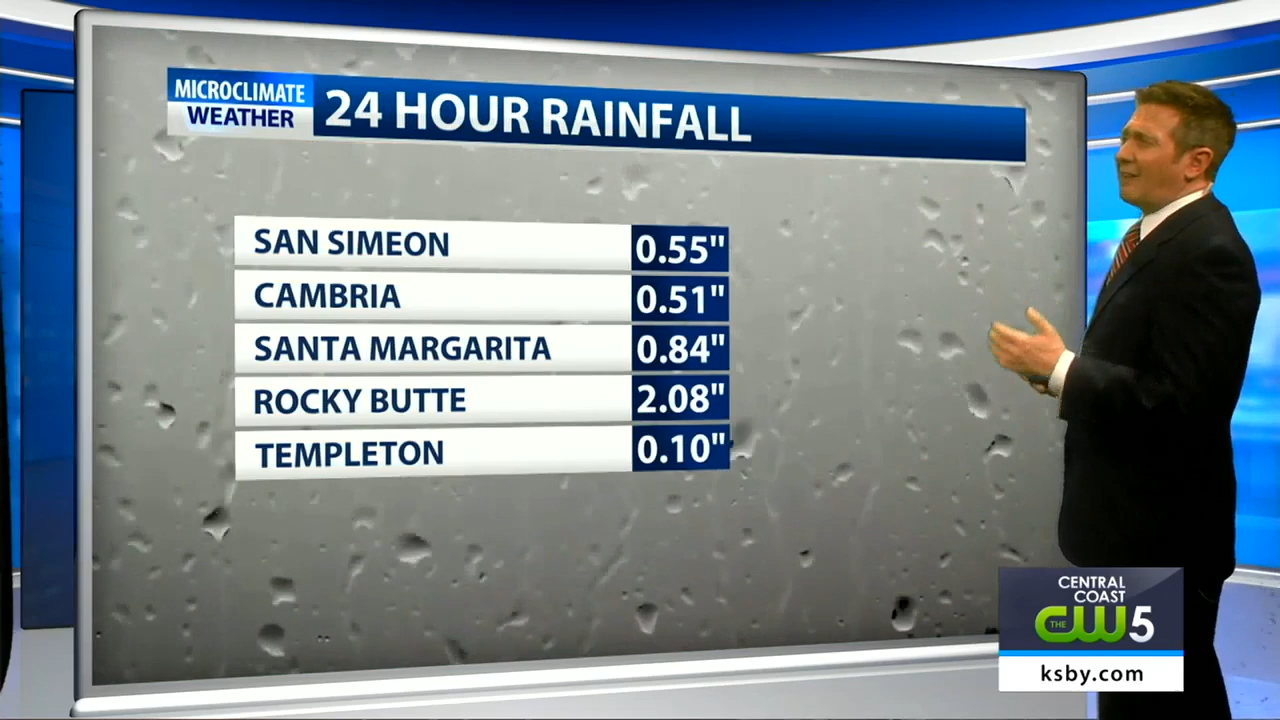 MICROCLIMATE
WEATHER
24 HOUR RAINFALL
SAN SIMEON 0.55"
CAMBRIA 0.51"
SANTA MARGARITA 0.84"
ROCKY BUTTE 2.08"
TEMPLETON 0.10"
CENTRAL
COAST
THE CW5
ksby.com